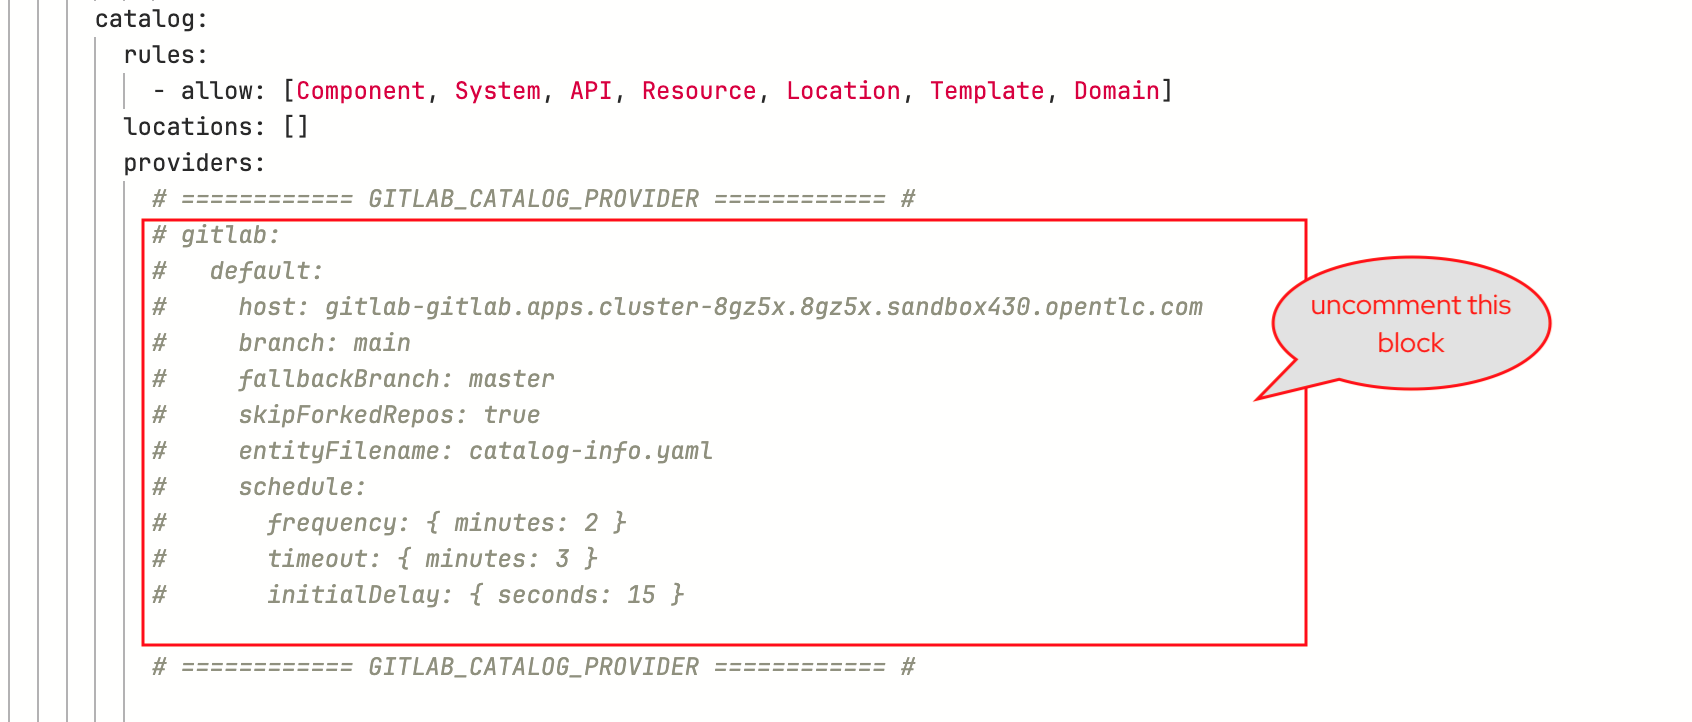 catalog:
rules:
- allow: [Component, System, API, Resource, Location, Template, Domain]
locations: []
providers:
# ============ GITLAB_CATALOG_PROVIDER ============ #
# gitlab:
#   default:
#     host: gitlab-gitlab.apps.cluster-8gz5x.8gz5x.sandbox430.opentlc.com
#     branch: main
#     fallbackBranch: master
#     skipForkedRepos: true
#     entityFilename: catalog-info.yaml
#     schedule:
#       frequency: { minutes: 2 }
#       timeout: { minutes: 3 }
#       initialDelay: { seconds: 15 }
# ============ GITLAB_CATALOG_PROVIDER ============ #
uncomment this
block